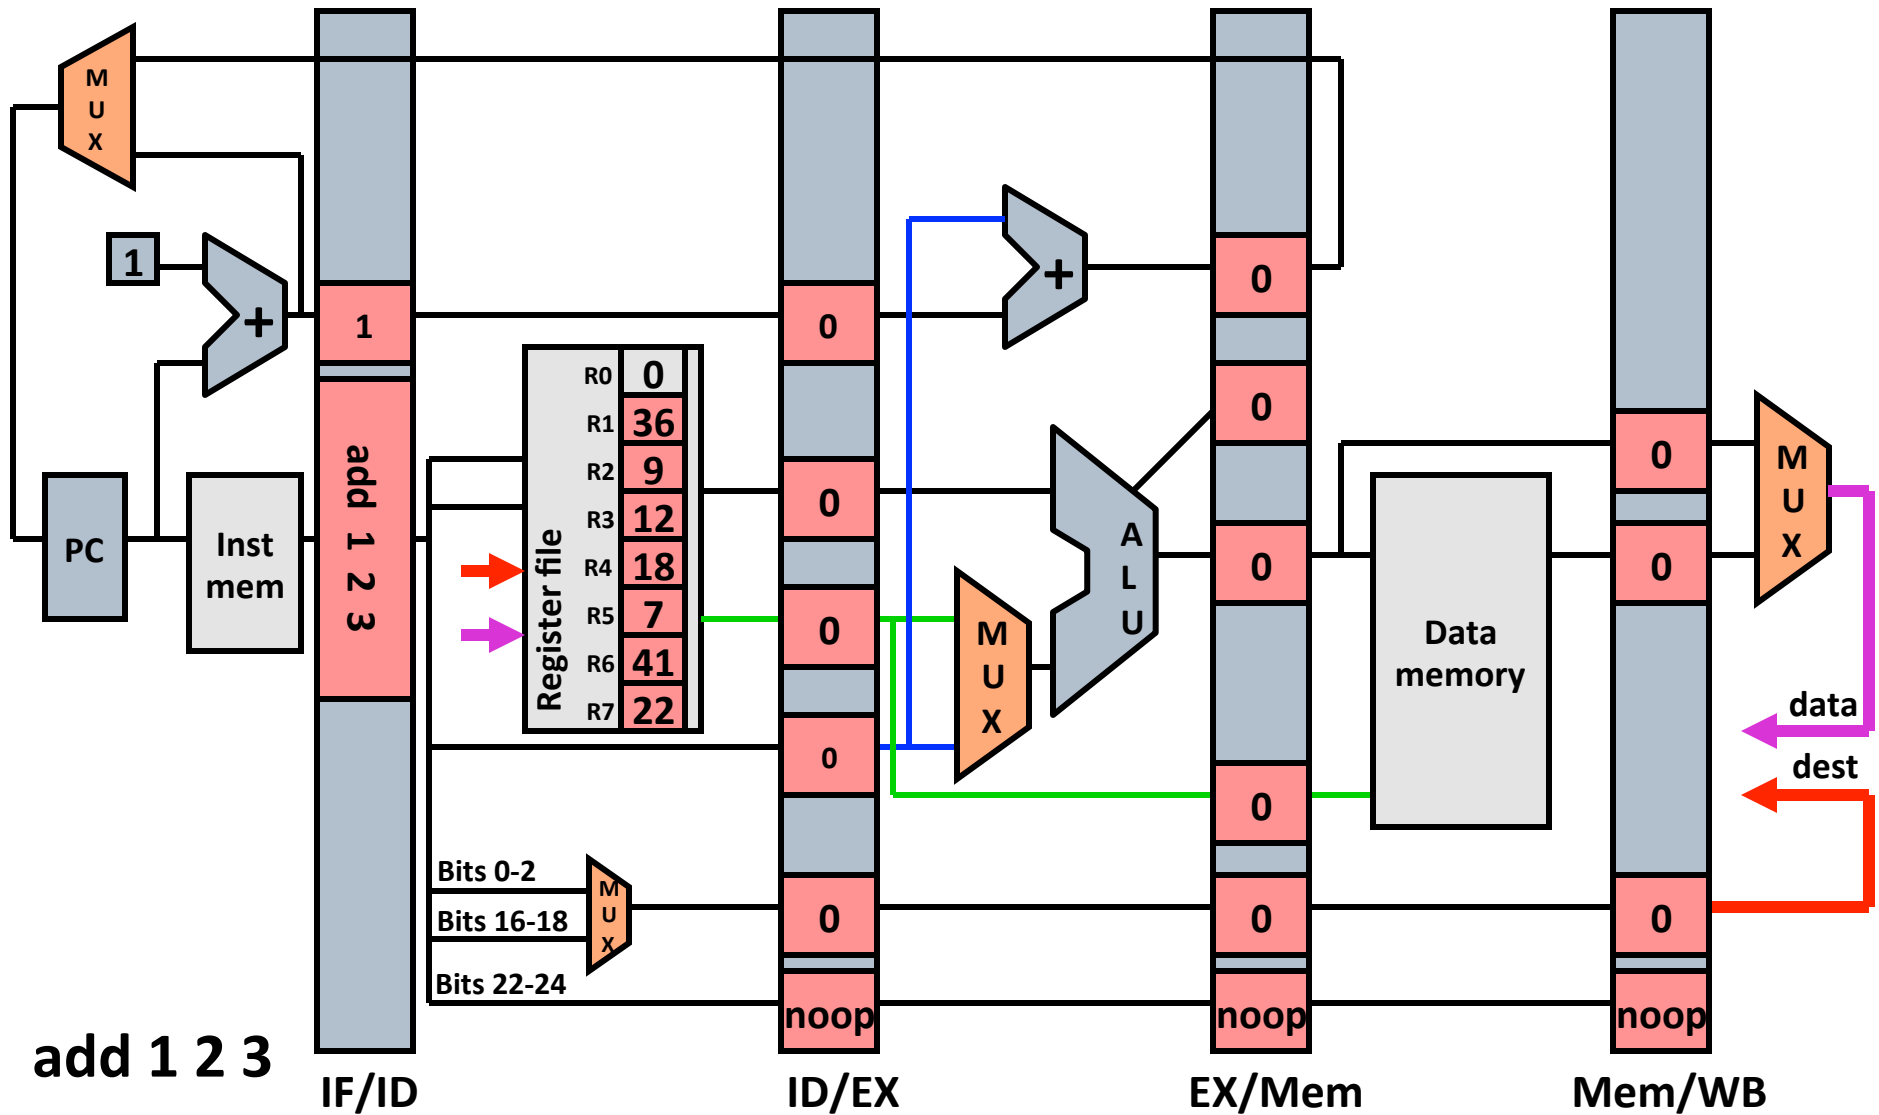 M
U
X
1
+
1
PC
Inst
mem
add 1 2 3
Register file
R0 0
R1 36
R2 9
R3 12
R4 18
R5 7
R6 41
R7 22
Bits 0-2
Bits 16-18
Bits 22-24
M
U
X
0
0
0
0
0
noop
+
M
U
X
A
L
U
0
0
0
0
0
noop
Data
memory
0
0
0
noop
M
U
X
data
dest
add 1 2 3
IF/ID
ID/EX
EX/Mem
Mem/WB